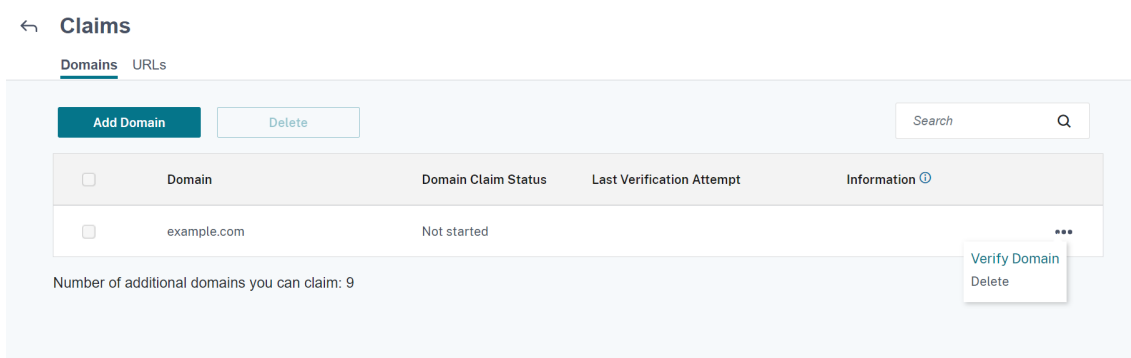 Claims
Domains URLs
Add Domain Delete Search
Domain Domain Claim Status Last Verification Attempt Information
example.com Not started
Verify Domain
Number of additional domains you can claim: 9
Delete